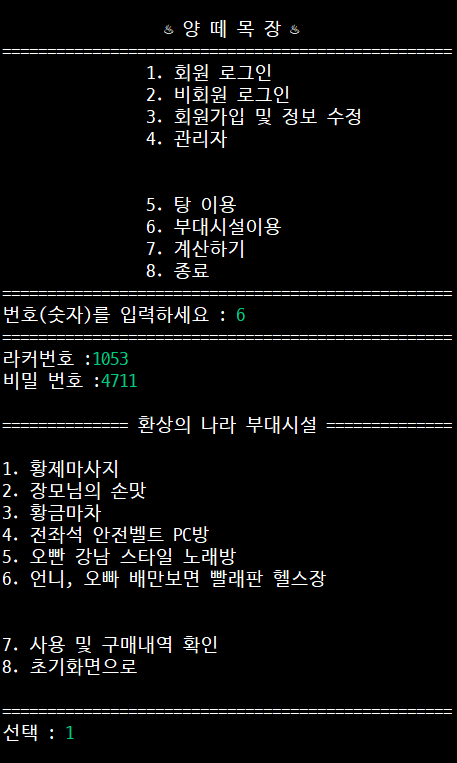 ♨ 양 떼 목 장 ♨
==================================================
1. 회원 로그인
2. 비회원 로그인
3. 회원가입 및 정보 수정
4. 관리자
5. 탕 이용
6. 부대시설이용
7. 계산하기
8. 종료
==================================================
번호(숫자)를 입력하세요 : 6
==================================================
라커번호 :1053
비밀 번호 :4711
============== 환상의 나라 부대시설 ==============
1. 황제마사지
2. 장모님의 손맛
3. 황금마차
4. 전좌석 안전벨트 PC방
5. 오빤 강남 스타일 노래방
6. 언니, 오빠 배만보면 빨래판 헬스장
7. 사용 및 구매내역 확인
8. 초기화면으로
==================================================
선택 : 1